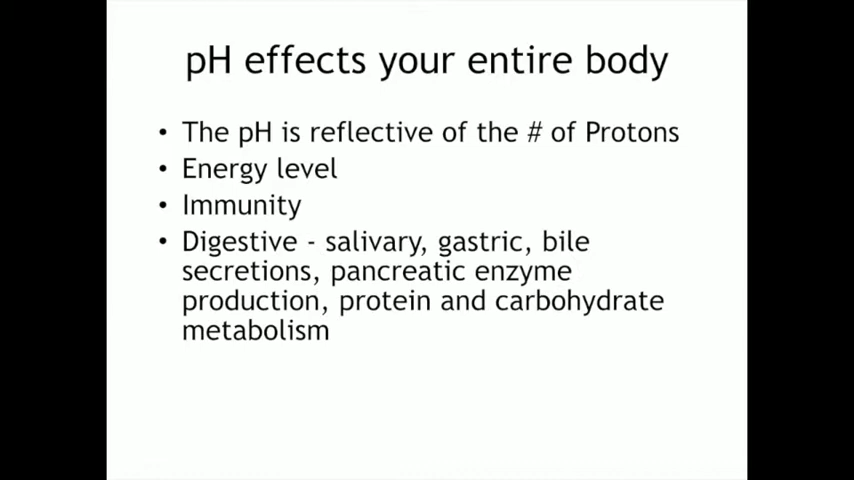 pH effects your entire body
• The pH is reflective of the # of Protons
• Energy level
• Immunity
• Digestive - salivary, gastric, bile
secretions, pancreatic enzyme
production, protein and carbohydrate
metabolism